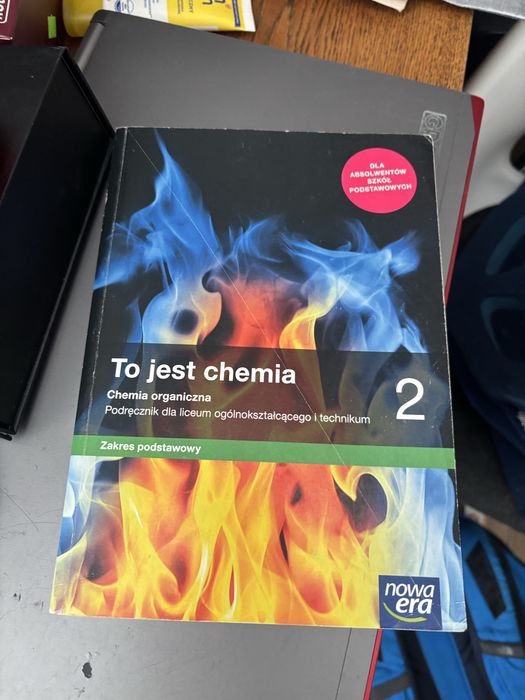 DLA
ABSOLWENTÓW
SZKÓŁ
PODSTAWOWYCH
To jest chemia
2
Chemia organiczna
Podręcznik dla liceum ogólnokształcącego i technikum
Zakres podstawowy
nowa
era